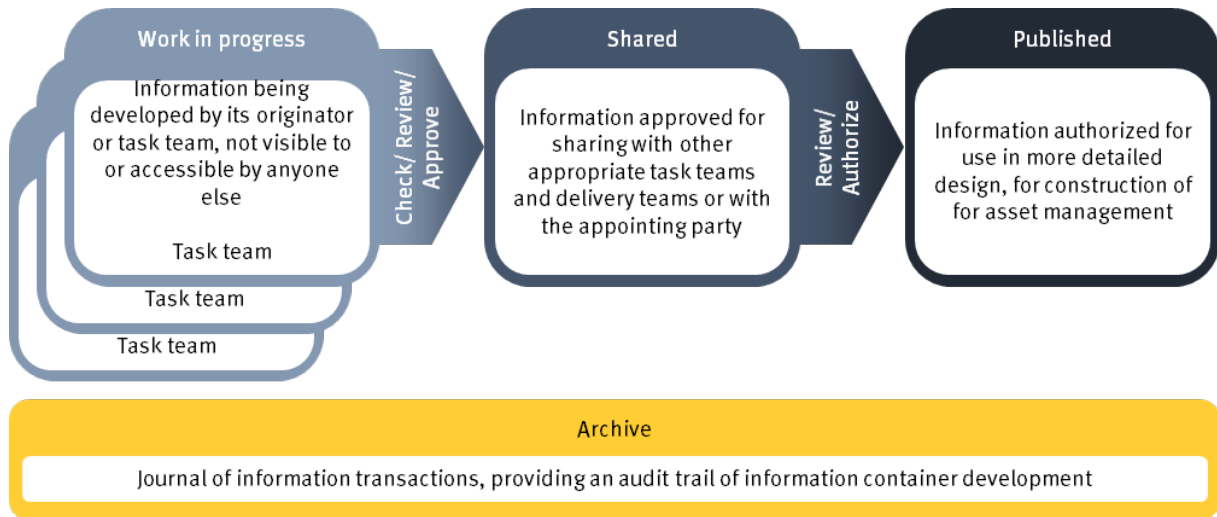 Work in progress
Information being
developed by its originator
or task team, not visible to
or accessible by anyone
else
Task team
Task team
Task team
Check/ Review/
Approve
Shared
Information approved for
sharing with other
appropriate task teams
and delivery teams or with
the appointing party
Review/
Authorize
Published
Information authorized for
use in more detailed
design, for construction of
for asset management
Archive
Journal of information transactions, providing an audit trail of information container development